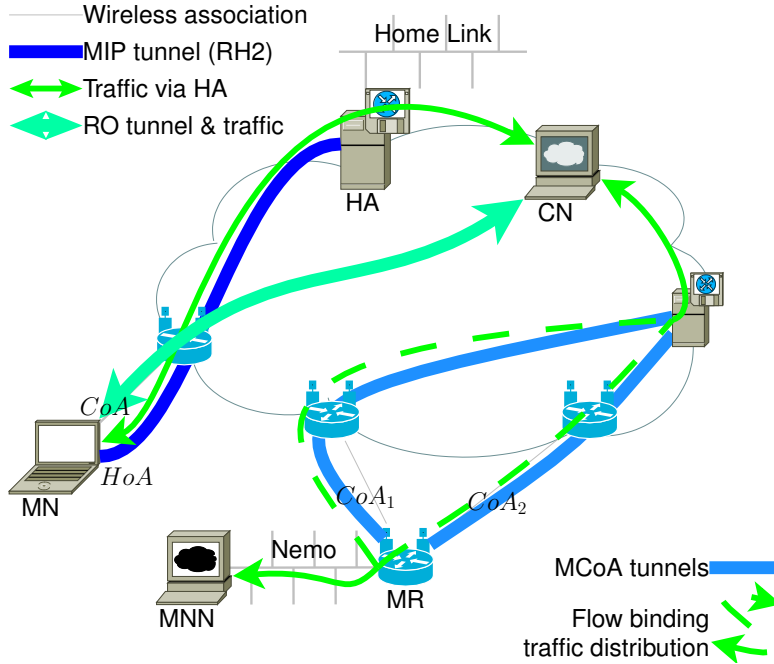 Wireless association
MIP tunnel (RH2)
Traffic via HA
RO tunnel & traffic
Home Link
HA
CN
CoA
HoA
MN
CoA1
CoA2
Nemo
MNN
MR
MCoA tunnels
Flow binding
traffic distribution